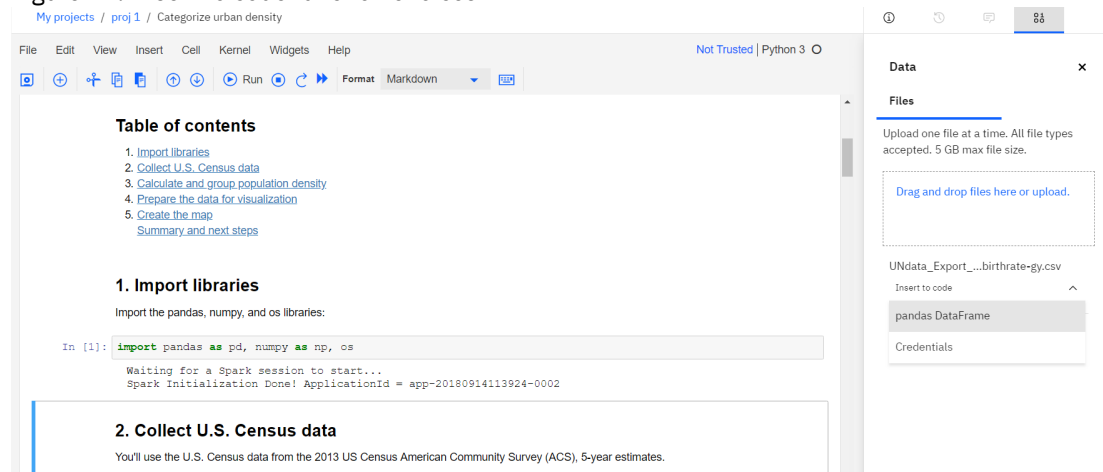 My projects / proj 1 / Categorize urban density
File Edit View Insert Cell Kernel Widgets Help
Not Trusted | Python 3
Run Format Markdown
Table of contents
1. Import libraries
2. Collect U.S. Census data
3. Calculate and group population density
4. Prepare the data for visualization
5. Create the map
Summary and next steps
1. Import libraries
Import the pandas, numpy, and os libraries:
In [1]: import pandas as pd, numpy as np, os
Waiting for a Spark session to start...
Spark Initialization Done! ApplicationId = app-20180914113924-0002
2. Collect U.S. Census data
You'll use the U.S. Census data from the 2013 US Census American Community Survey (ACS), 5-year estimates.
Data
Files
Upload one file at a time. All file types
accepted. 5 GB max file size.
Drag and drop files here or upload.
UNdata_Export_...birthrate-gy.csv
Insert to code
pandas DataFrame
Credentials